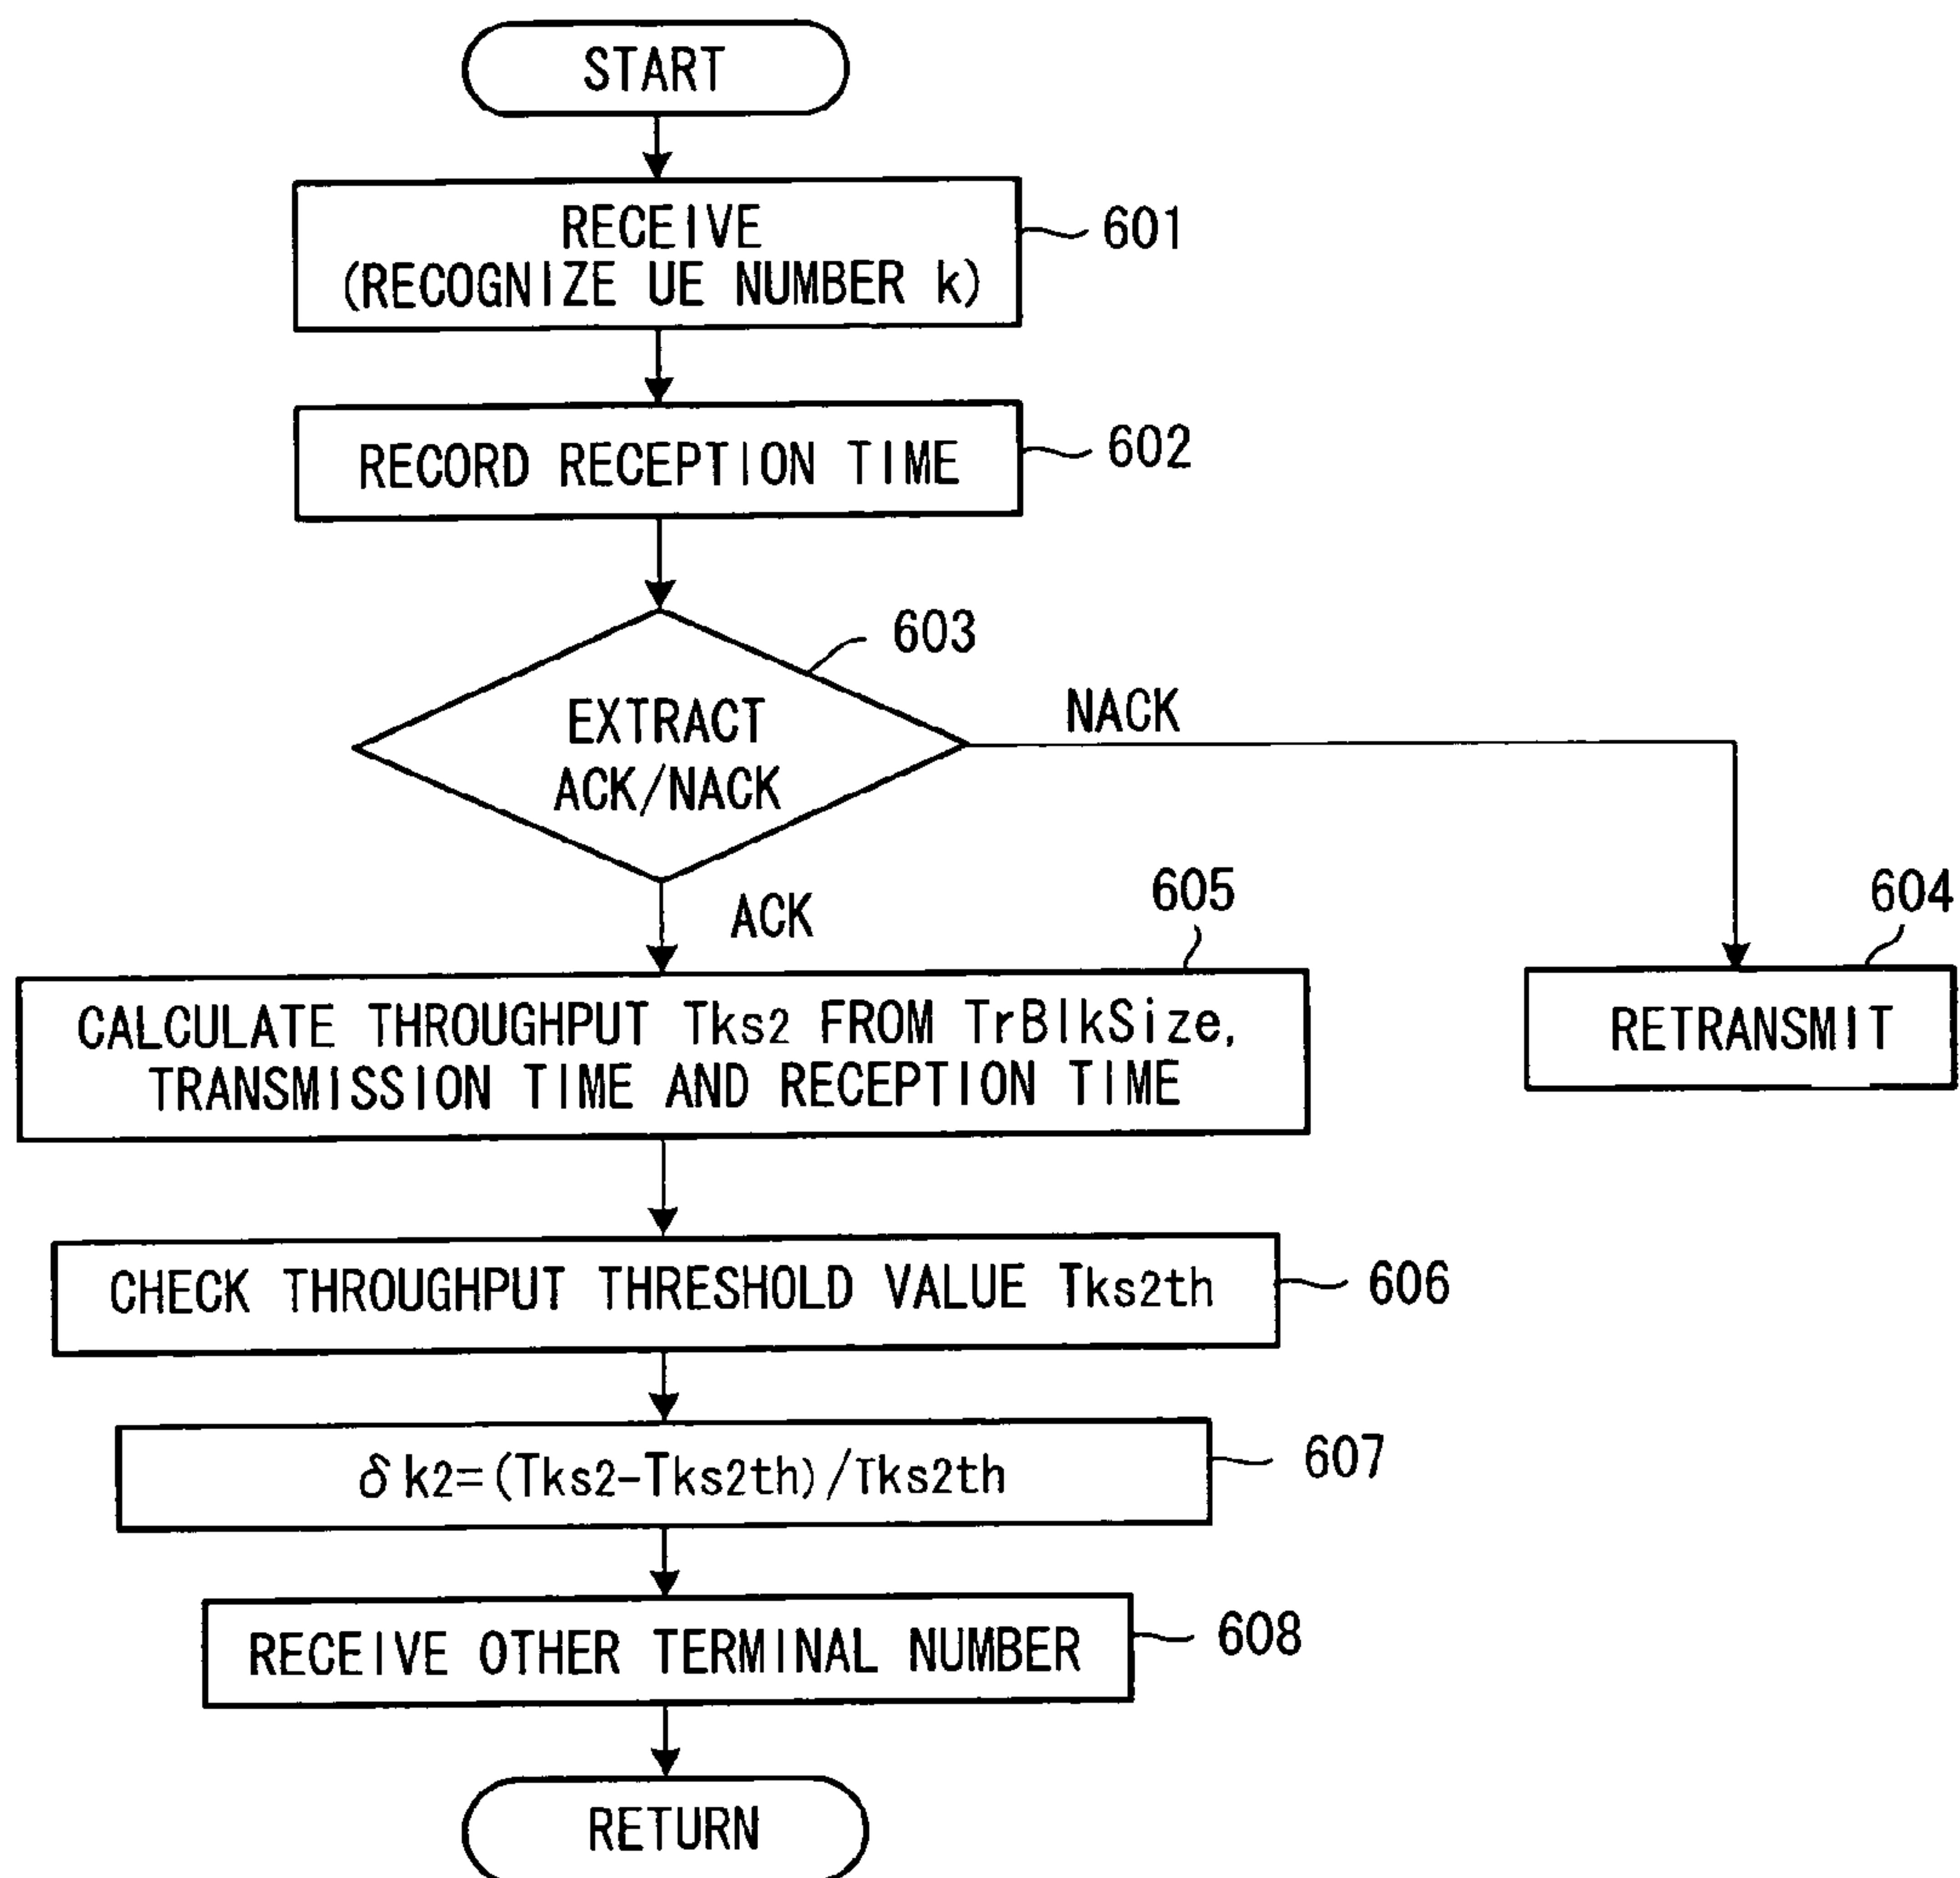 START
RECEIVE
(RECOGNIZE UE NUMBER k)
601
RECORD RECEPTION TIME
602
603
EXTRACT
ACK/NACK
NACK
ACK
605
604
CALCULATE THROUGHPUT Tks2 FROM TrBlkSize,
TRANSMISSION TIME AND RECEPTION TIME
RETRANSMIT
CHECK THROUGHPUT THRESHOLD VALUE Tks2th
606
δk2=(Tks2-Tks2th)/Tks2th
607
RECEIVE OTHER TERMINAL NUMBER
608
RETURN